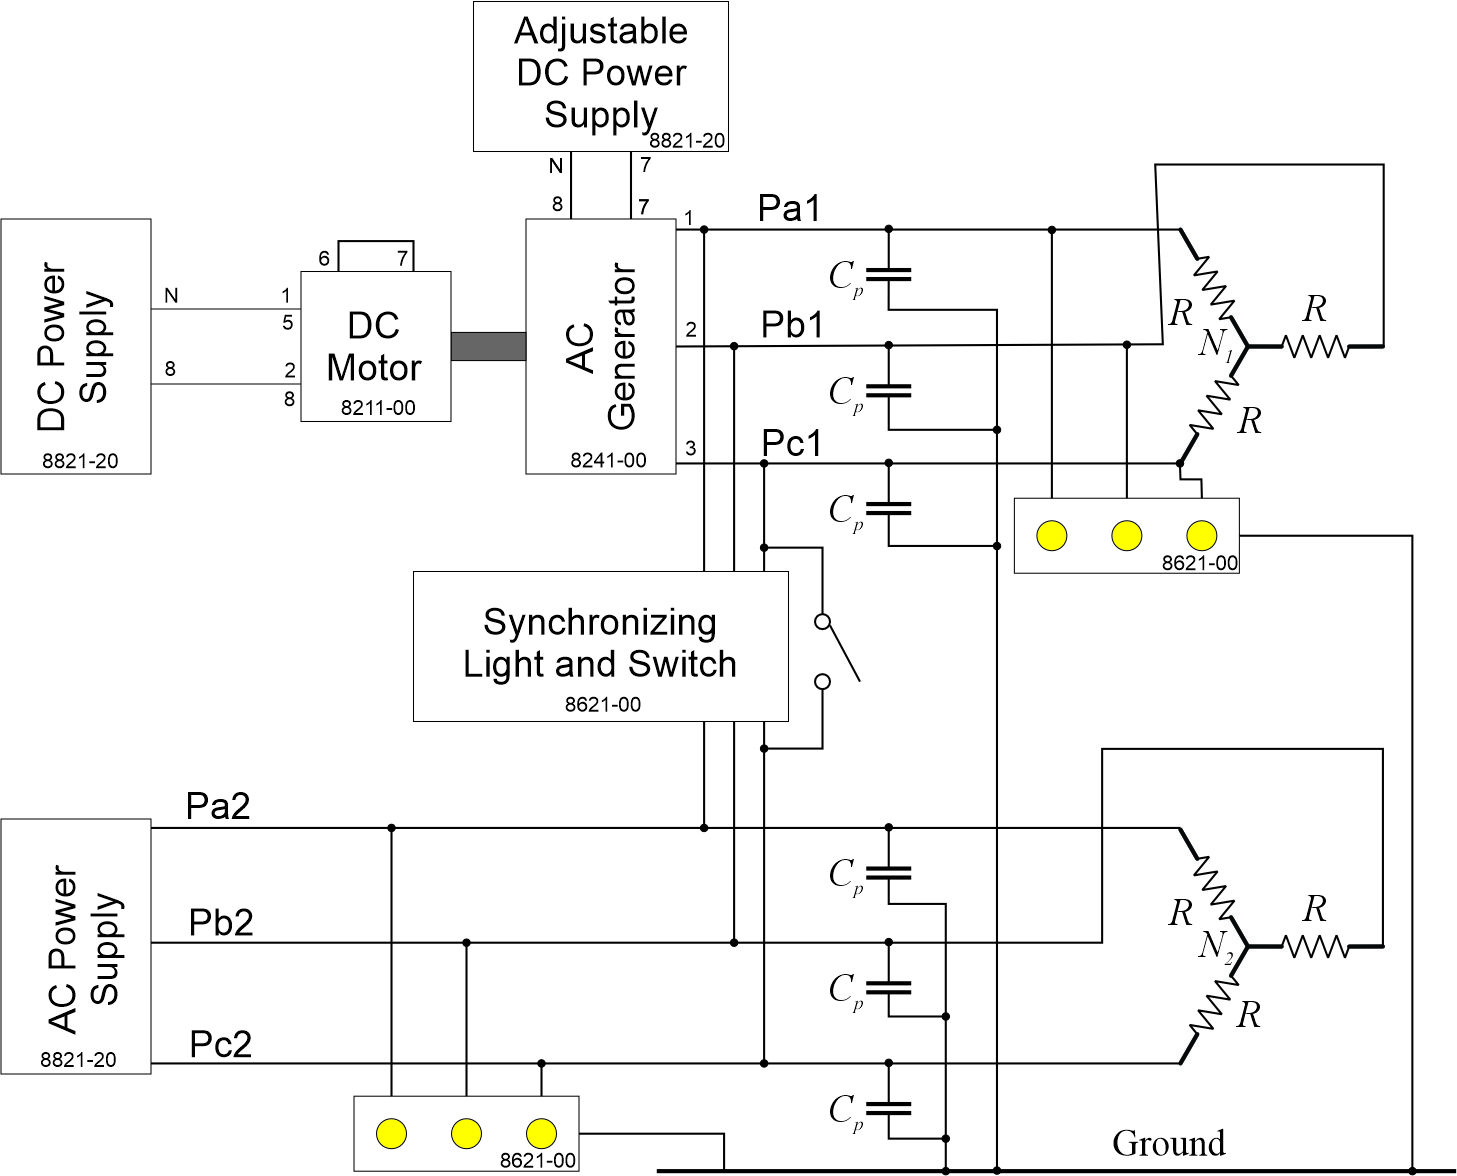 Adjustable
DC Power
Supply
8821-20
N
7
8
7
DC Power
Supply
8821-20
N
8
6
7
1
5
2
8
DC
Motor
8211-00
AC
Generator
8241-00
1
2
3
Pa1
Pb1
Pc1
Cp
Cp
Cp
R
R
N1
R
8621-00
Synchronizing
Light and Switch
8621-00
AC Power
Supply
8821-20
Pa2
Pb2
Pc2
Cp
Cp
Cp
R
R
N2
R
8621-00
Ground